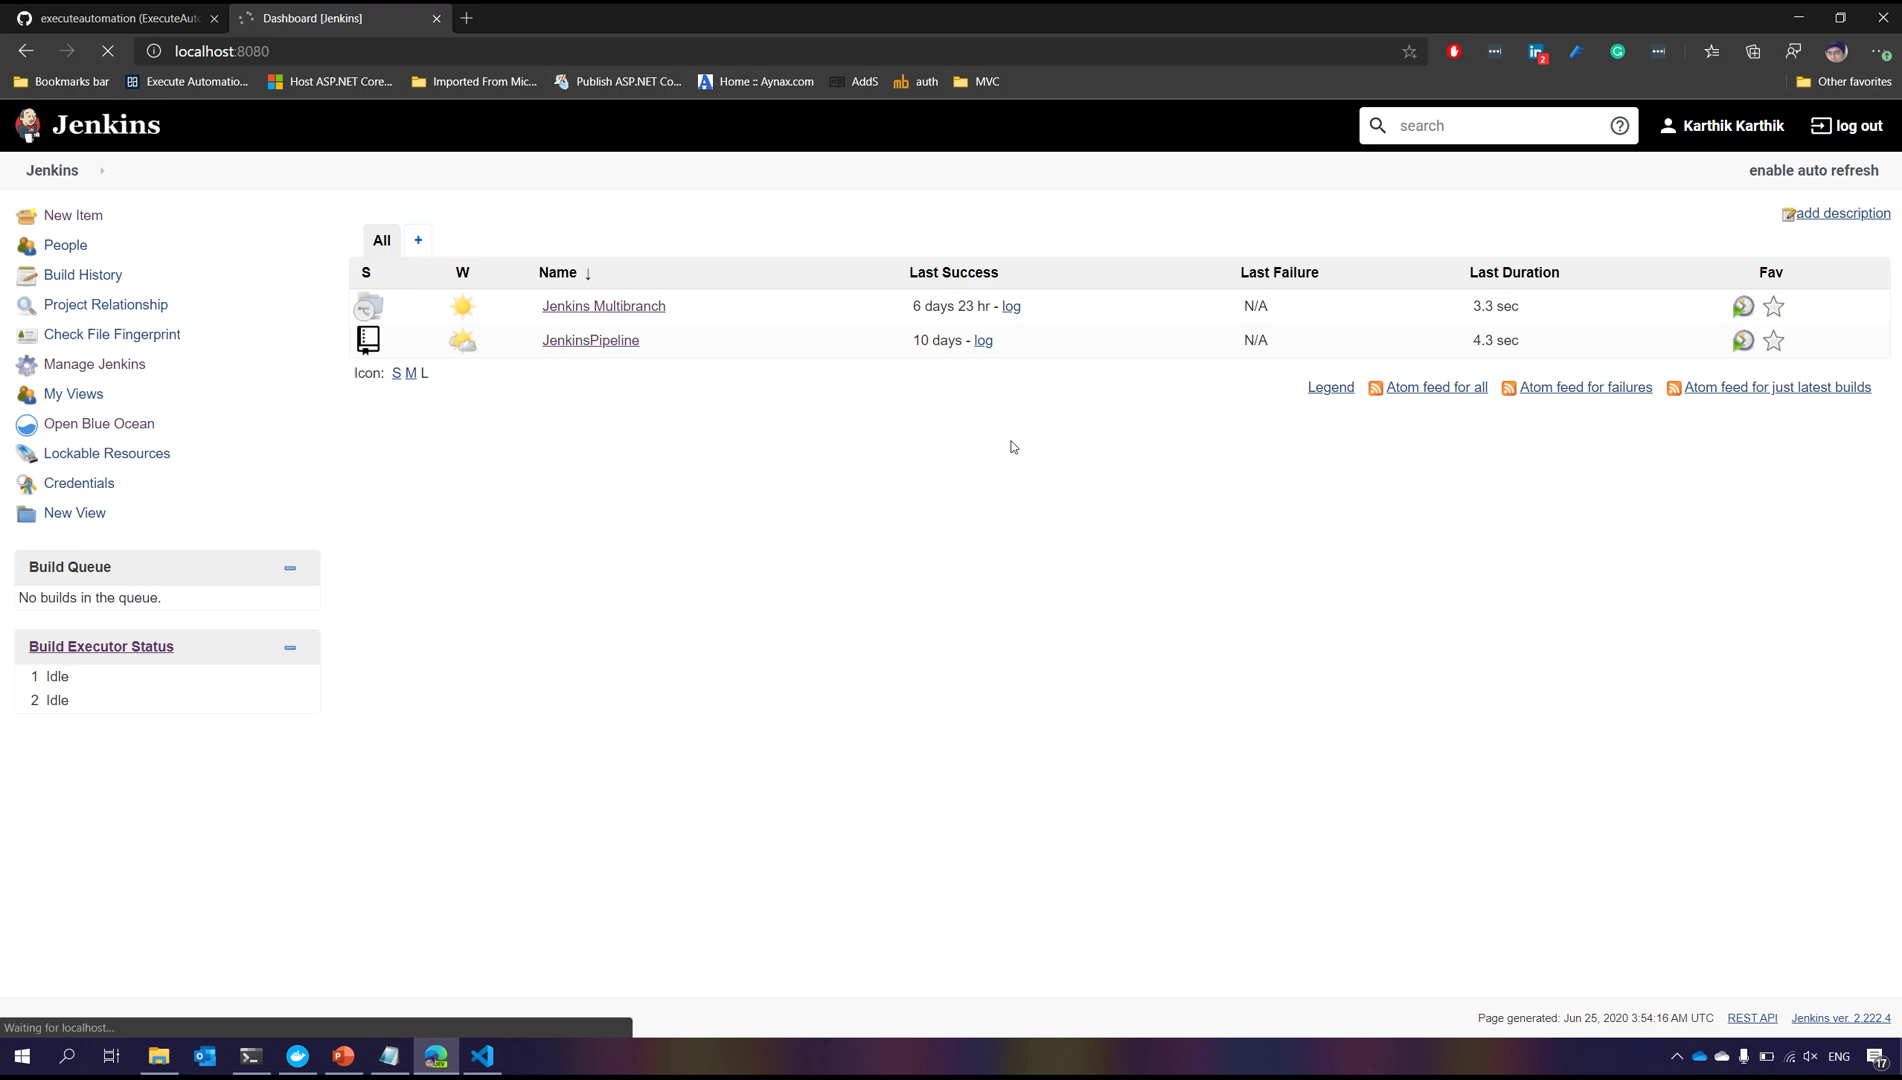 executeautomation (ExecuteAuto
Dashboard [Jenkins]
localhost:8080
2
Bookmarks bar
Execute Automatio...
Host ASP.NET Core...
Imported From Mic...
Publish ASP.NET Co...
Home :: Aynax.com
AddS
auth
MVC
Other favorites
Jenkins
search
Karthik Karthik
log out
Jenkins
enable auto refresh
New Item
People
Build History
Project Relationship
Check File Fingerprint
Manage Jenkins
My Views
Open Blue Ocean
Lockable Resources
Credentials
New View
add description
All +
S W Name ↓ Last Success Last Failure Last Duration Fav
Jenkins Multibranch 6 days 23 hr - log N/A 3.3 sec
JenkinsPipeline 10 days - log N/A 4.3 sec
Icon: S M L
Legend Atom feed for all Atom feed for failures Atom feed for just latest builds
Build Queue
No builds in the queue.
Build Executor Status
1 Idle
2 Idle
Page generated: Jun 25, 2020 3:54:16 AM UTC REST API Jenkins ver. 2.222.4
Waiting for localhost...
ENG
17